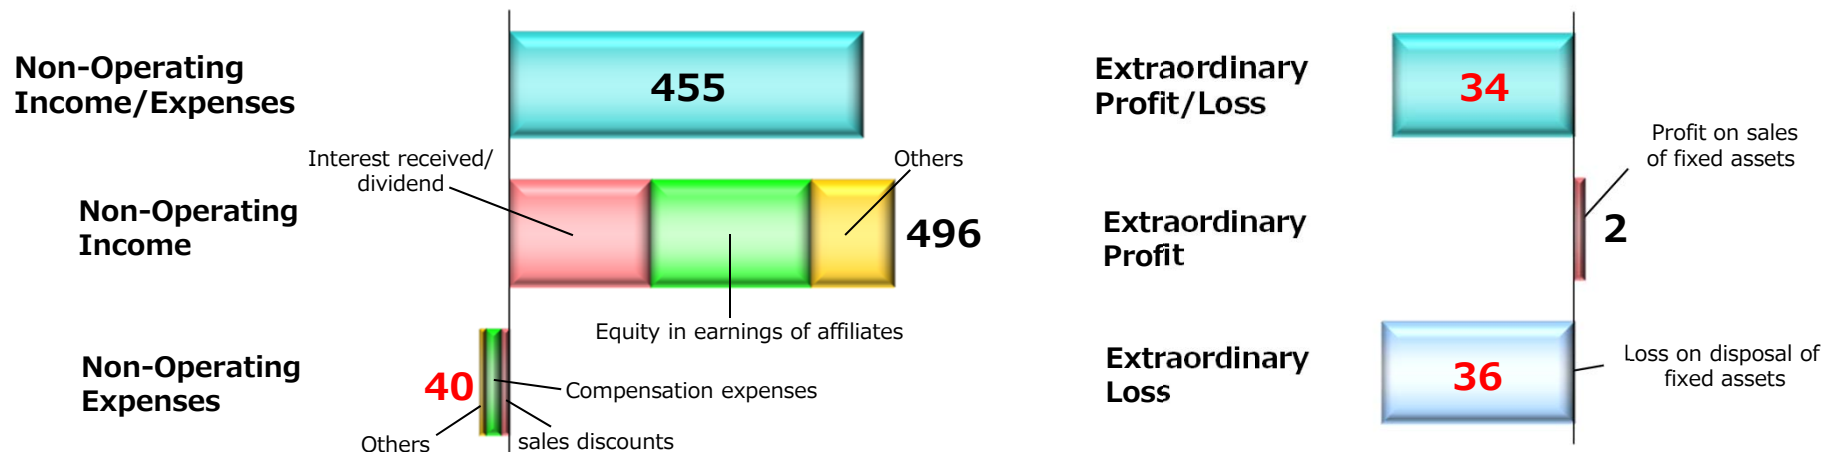 Non-Operating
Income/Expenses
455
Interest received/
dividend
Others
Non-Operating
Income
496
Equity in earnings of affiliates
Non-Operating
Expenses
40
Compensation expenses
Others
sales discounts
Extraordinary
Profit/Loss
34
Profit on sales
of fixed assets
Extraordinary
Profit
2
Extraordinary
Loss
36
Loss on disposal of
fixed assets